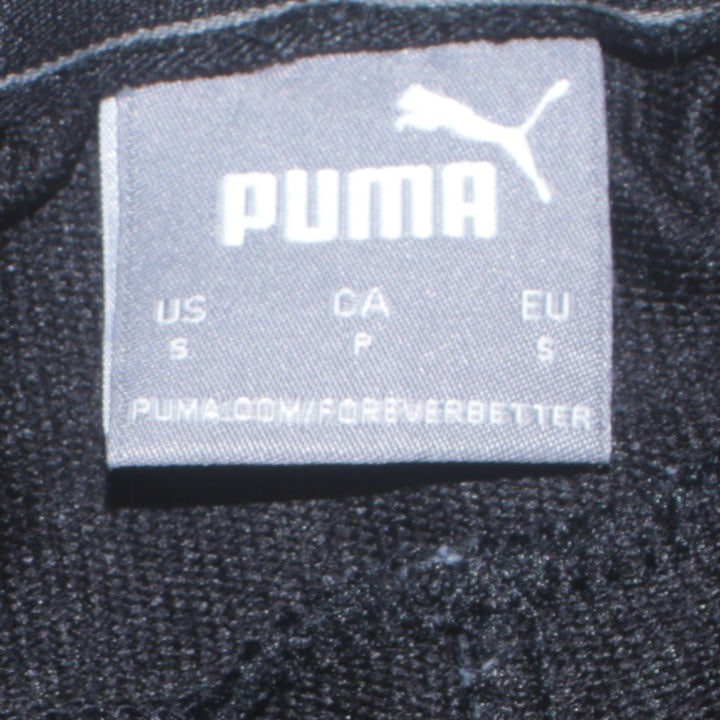 PUMA
US CA EU
S P S
PUMA.COM/FOREVERBETTER